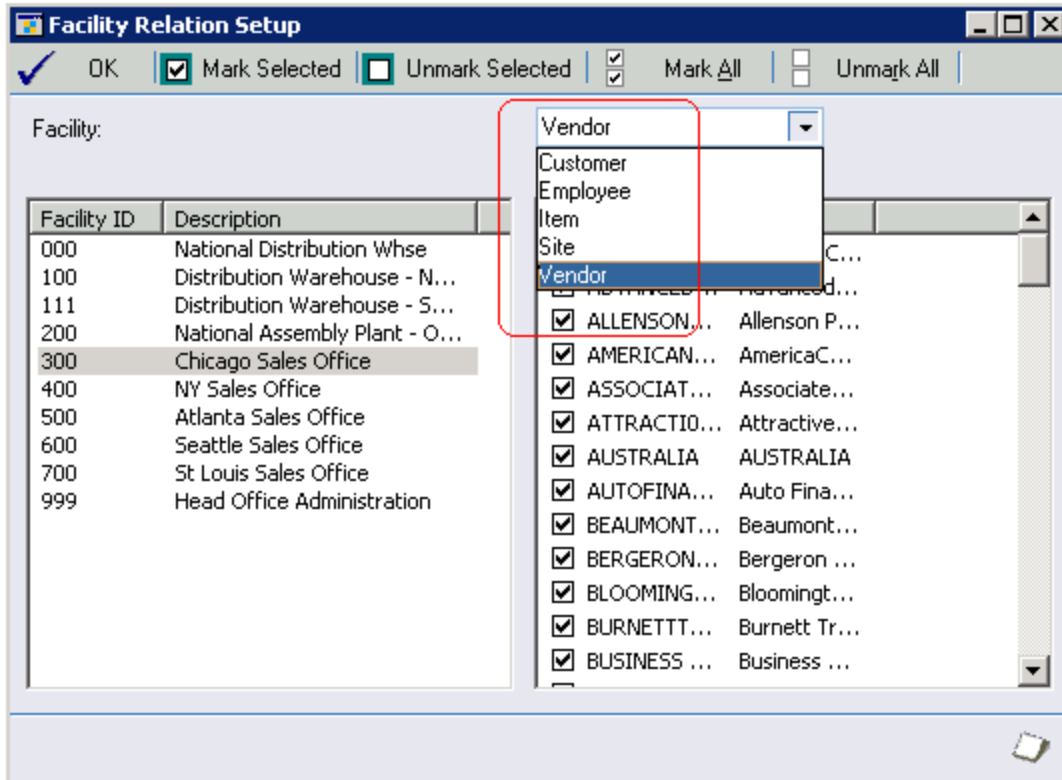 Facility Relation Setup
OK Mark Selected Unmark Selected Mark All Unmark All
Facility:
Vendor
Customer
Employee
Item
Site
Vendor
Facility ID Description
000 National Distribution Whse
100 Distribution Warehouse - N...
111 Distribution Warehouse - S...
200 National Assembly Plant - O...
300 Chicago Sales Office
400 NY Sales Office
500 Atlanta Sales Office
600 Seattle Sales Office
700 St Louis Sales Office
999 Head Office Administration
C...
ALLENSON... Allenson P...
AMERICAN... AmericaC...
ASSOCIAT... Associate...
ATTRACTIO... Attractive...
AUSTRALIA AUSTRALIA
AUTOFINA... Auto Fina...
BEAUMONT... Beaumont...
BERGERON... Bergeron ...
BLOOMING... Bloomingt...
BURNETTT... Burnett Tr...
BUSINESS ... Business ...